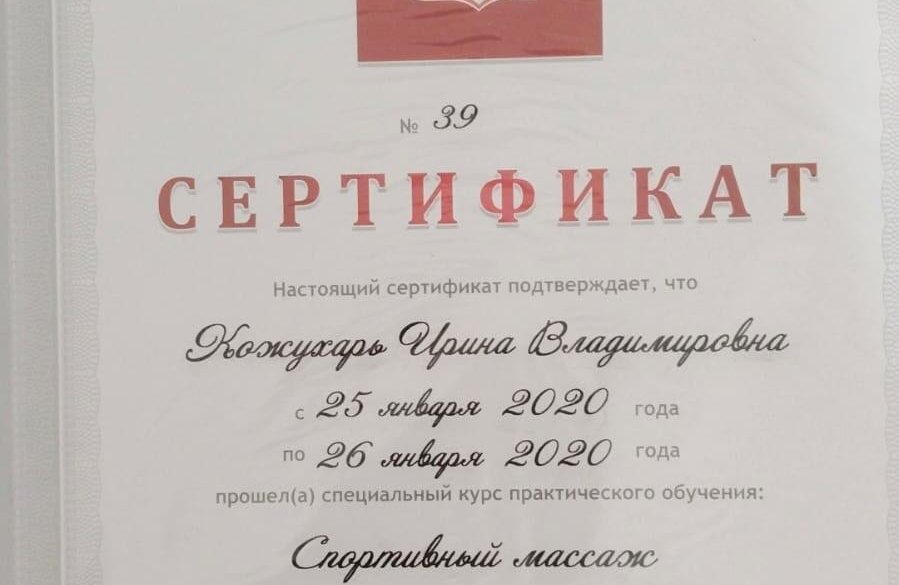 № 39
СЕРТИФИКАТ
Настоящий сертификат подтверждает, что
Кожухарь Ирина Владимировна
с 25 января 2020 года
по 26 января 2020 года
прошел(а) специальный курс практического обучения:
Спортивный массаж